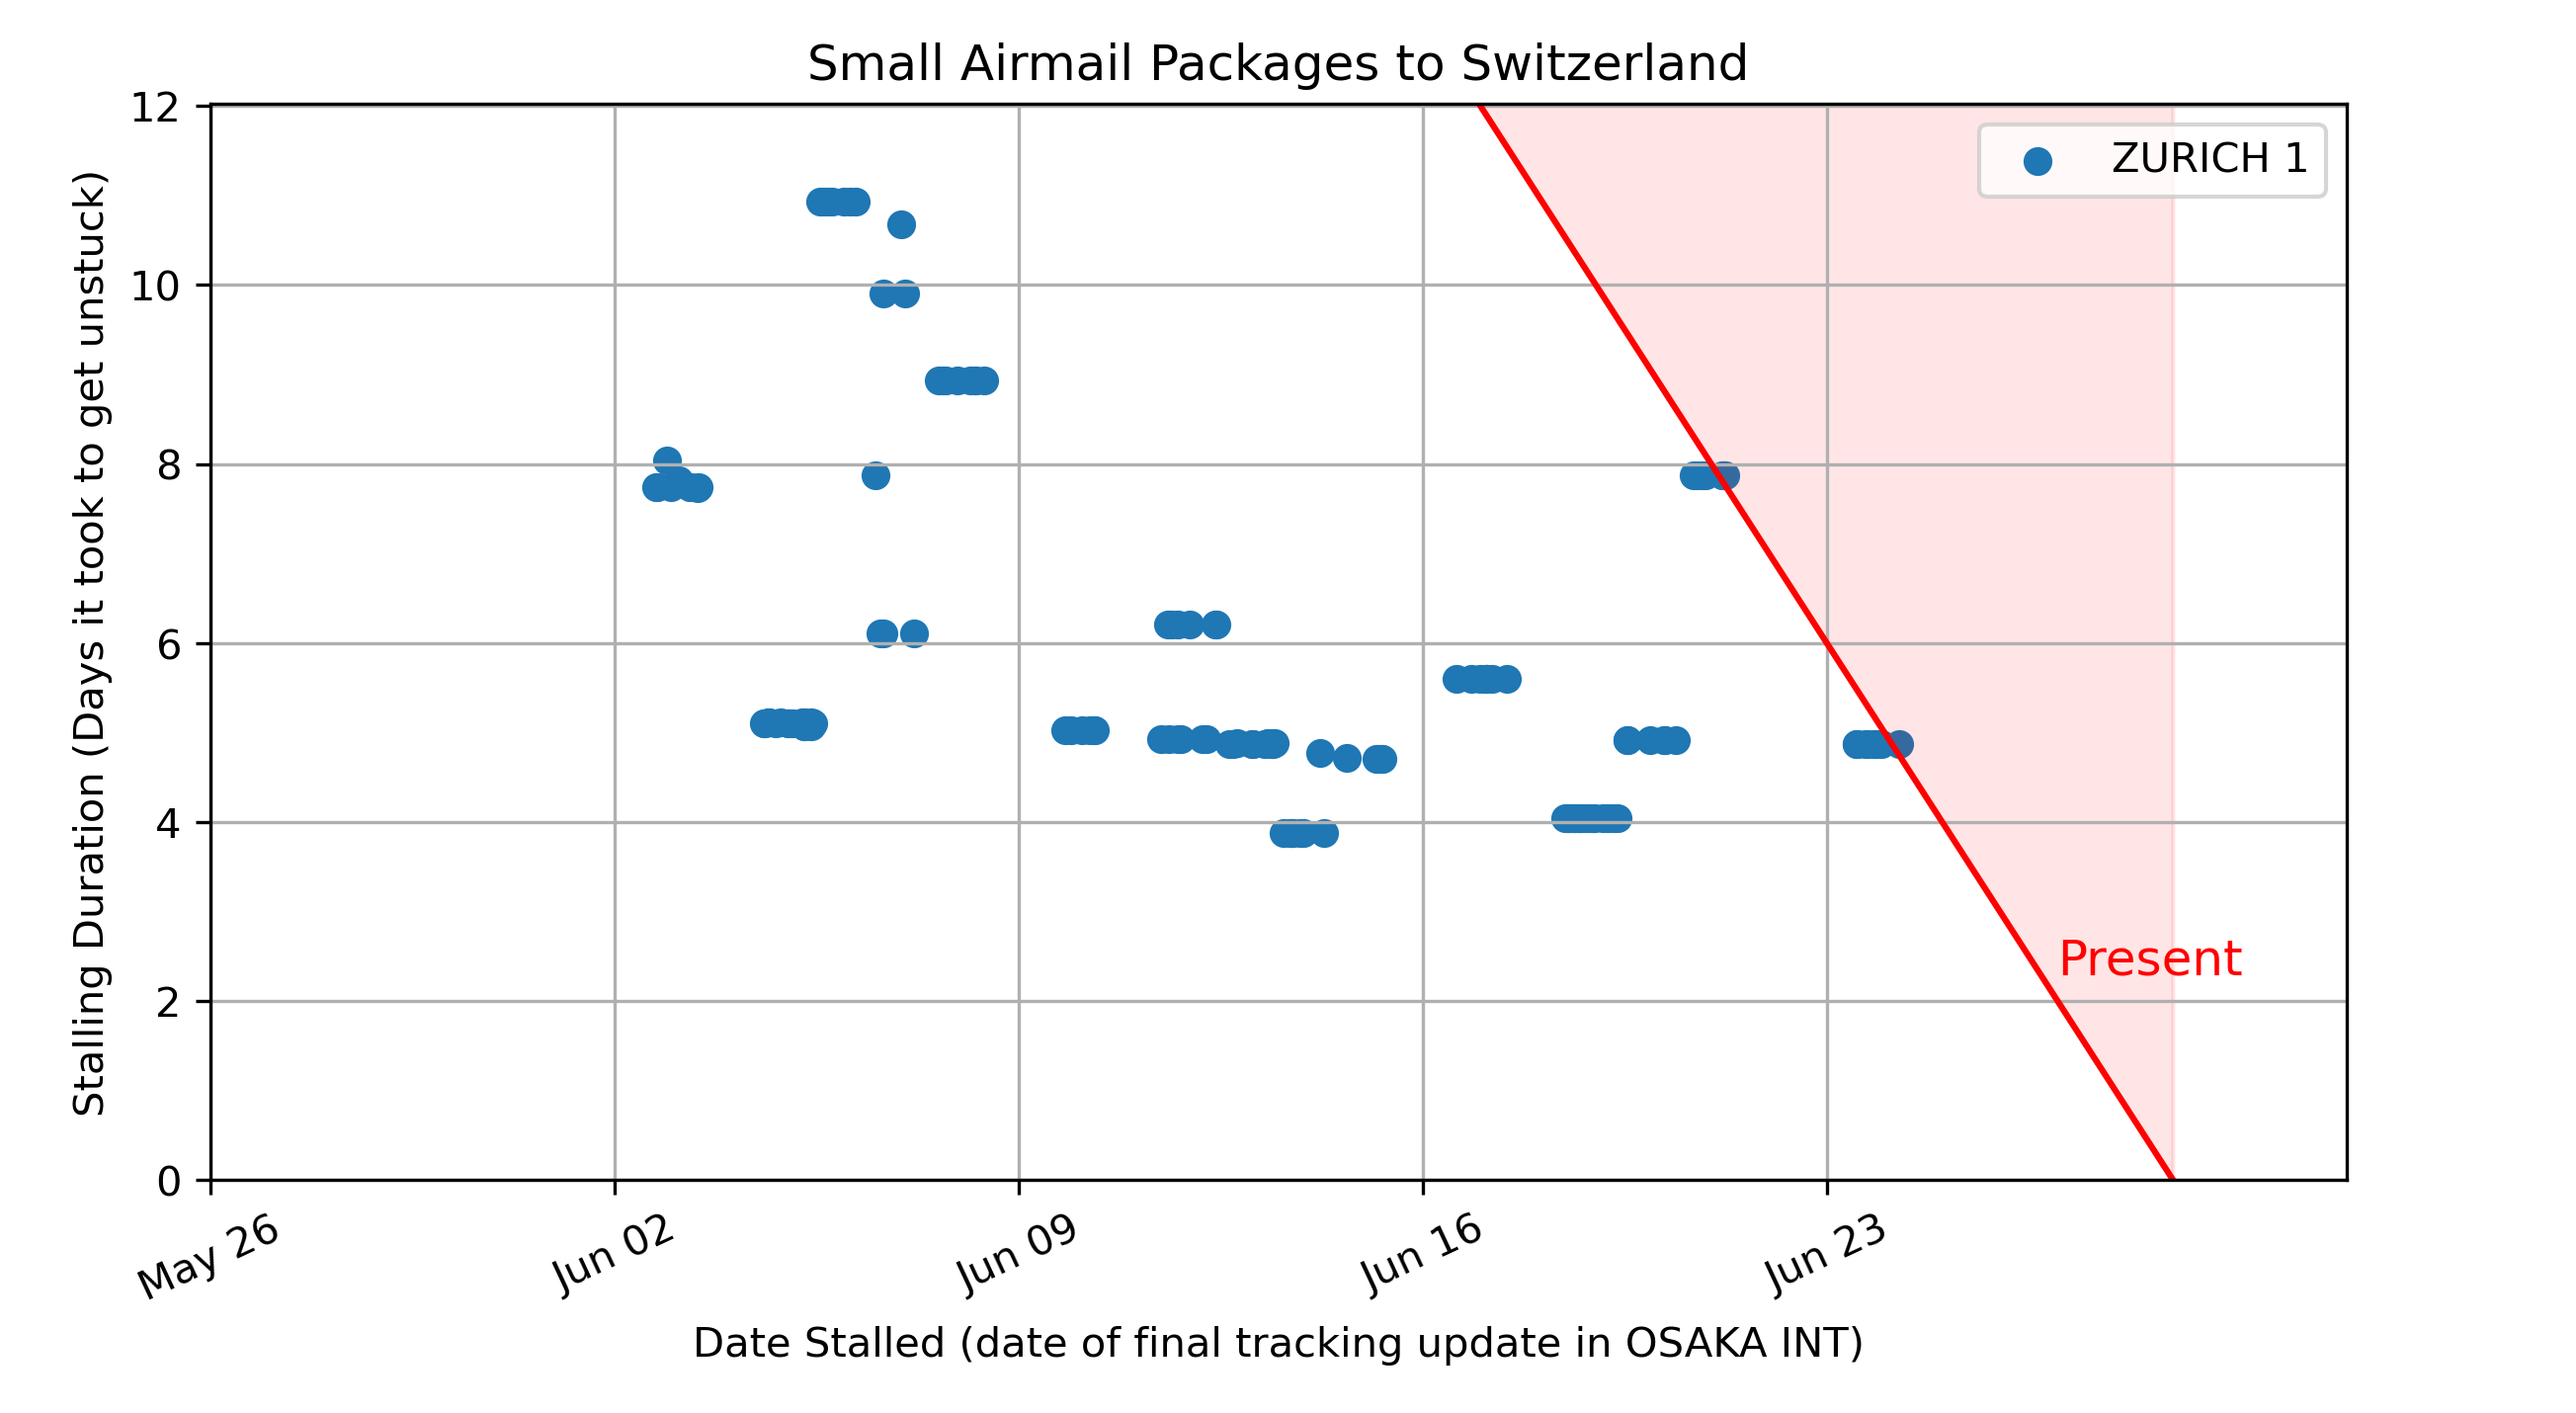 Small Airmail Packages to Switzerland
Stalling Duration (Days it took to get unstuck)
12
10
8
6
4
2
0
ZURICH 1
Present
May 26
Jun 02
Jun 09
Jun 16
Jun 23
Date Stalled (date of final tracking update in OSAKA INT)